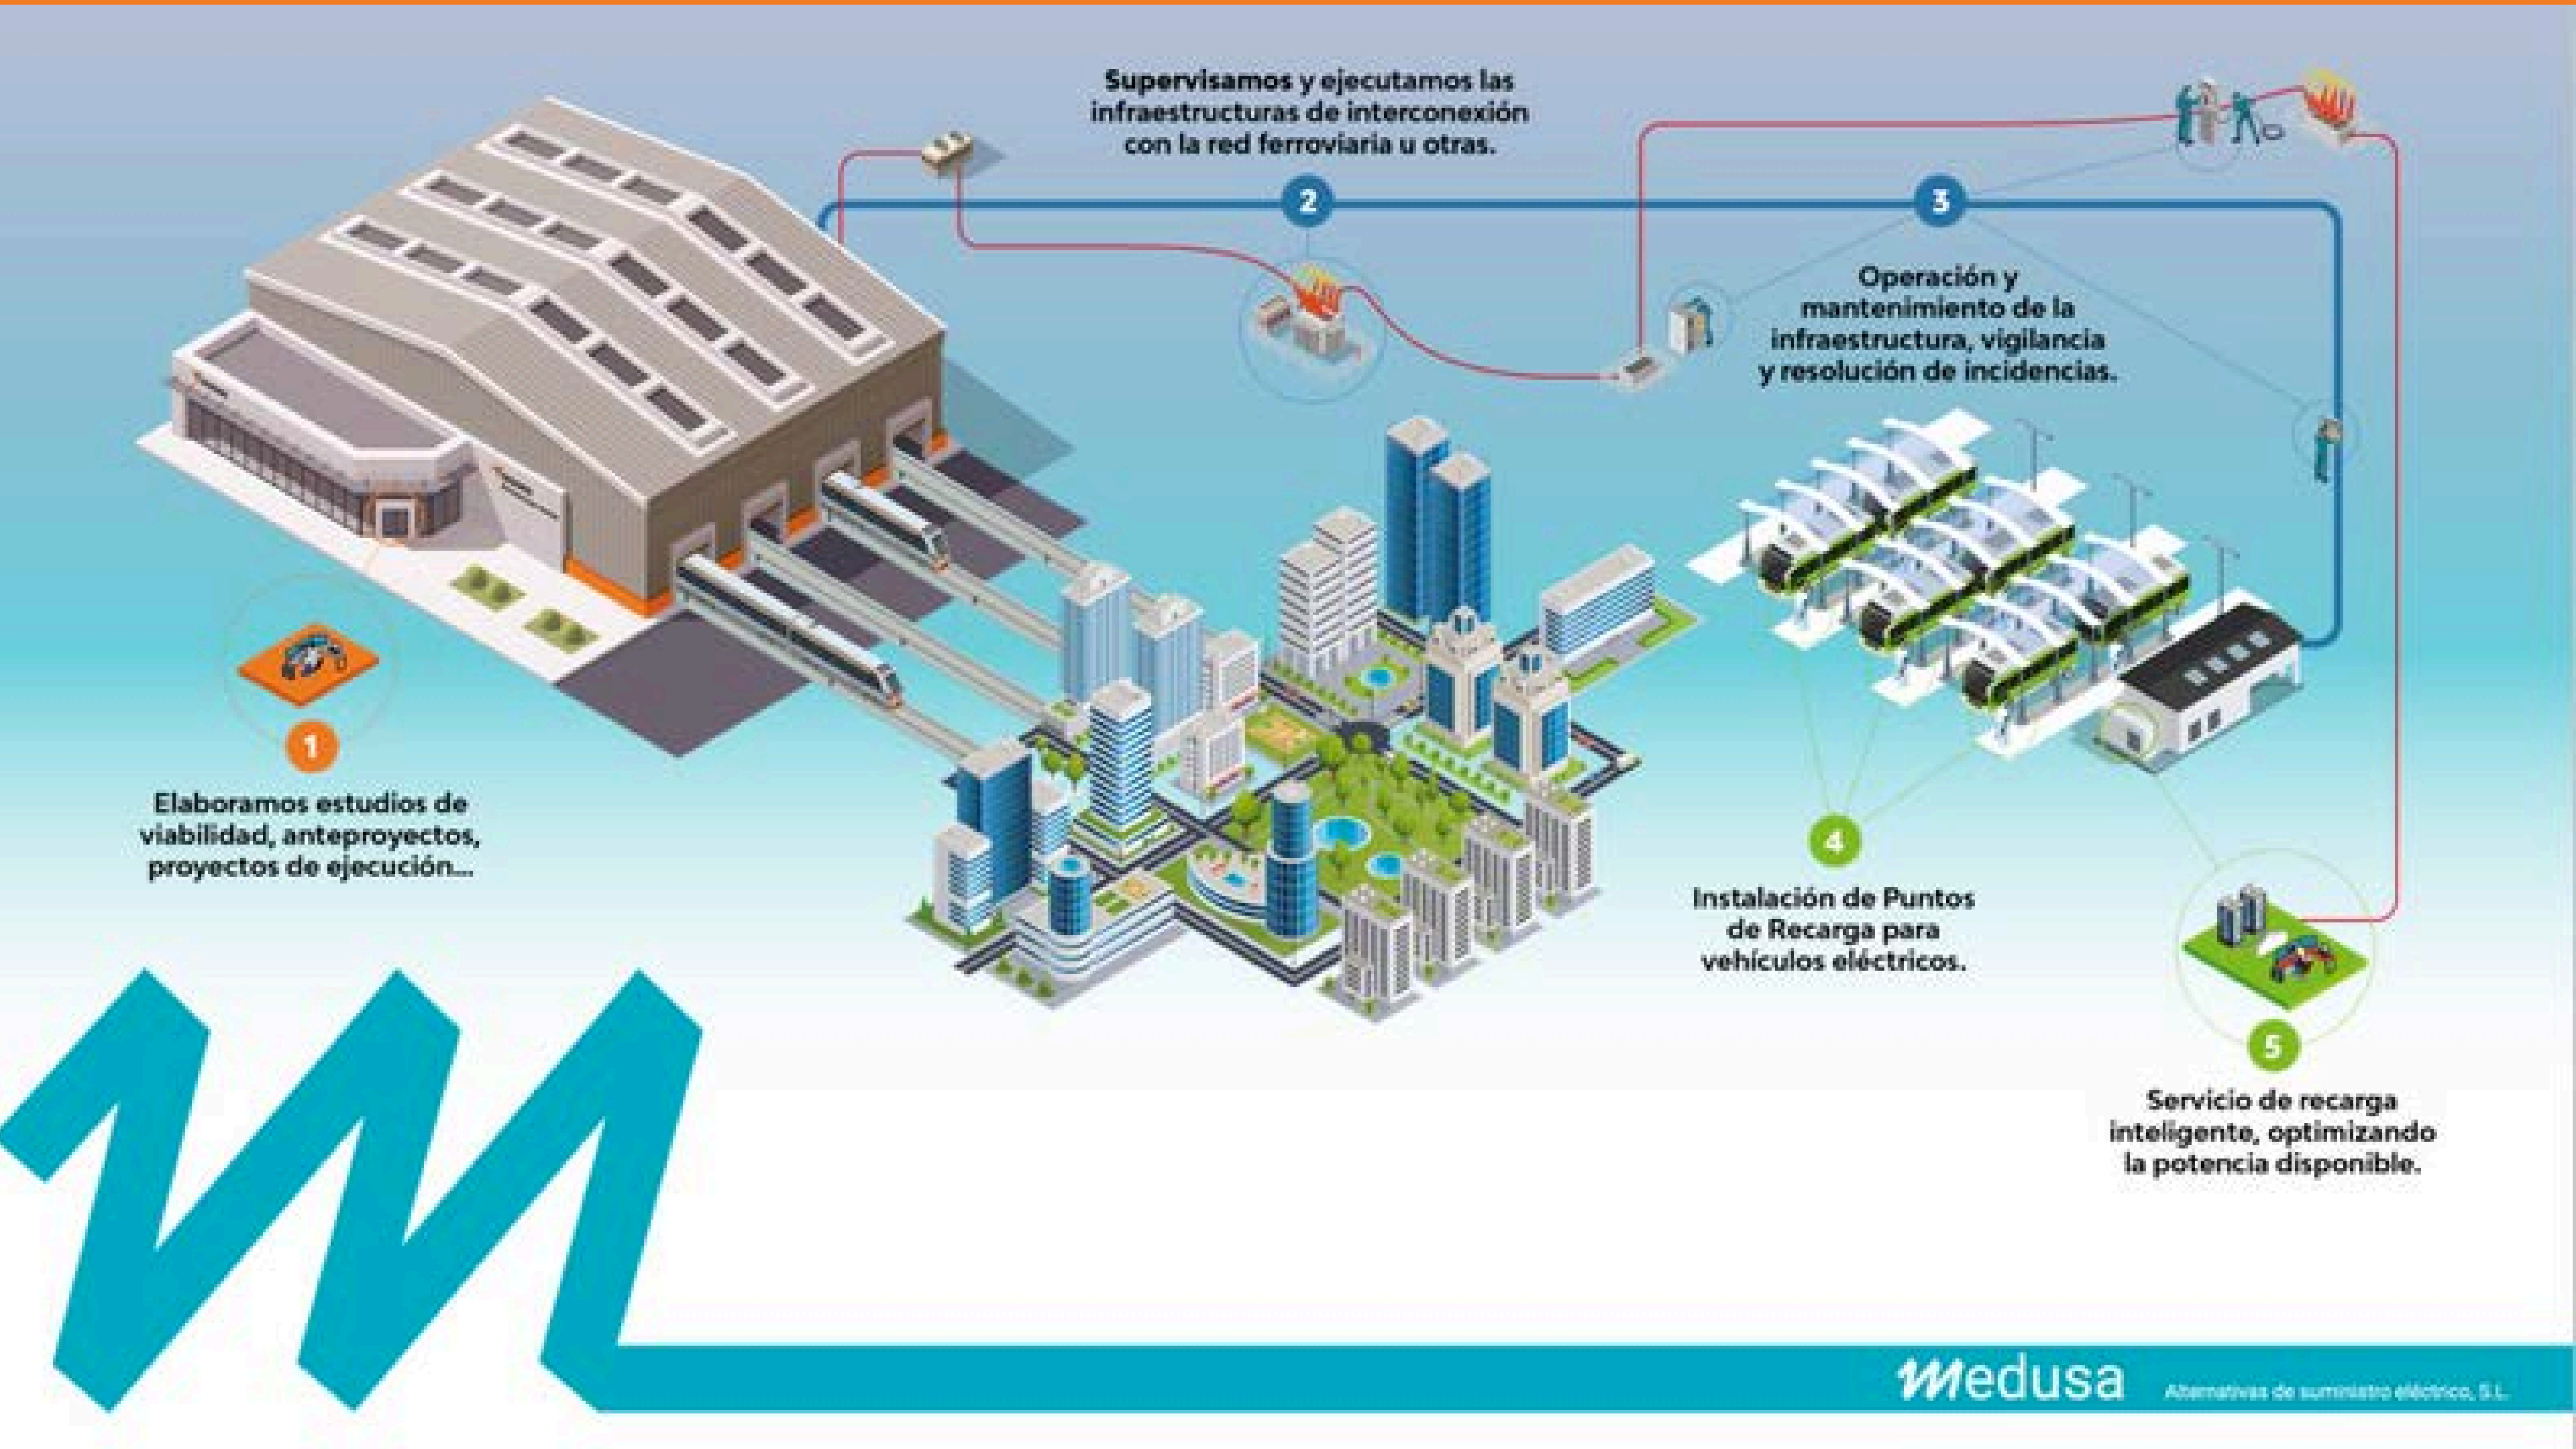 Supervisamos y ejecutamos las
infraestructuras de interconexión
con la red ferroviaria u otras.
2
3
Operación y
mantenimiento de la
infraestructura, vigilancia
y resolución de incidencias.
1
Elaboramos estudios de
viabilidad, anteproyectos,
proyectos de ejecución...
4
Instalación de Puntos
de Recarga para
vehículos eléctricos.
5
Servicio de recarga
inteligente, optimizando
la potencia disponible.
medusa
Alternativas de suministro eléctrico, S.L.